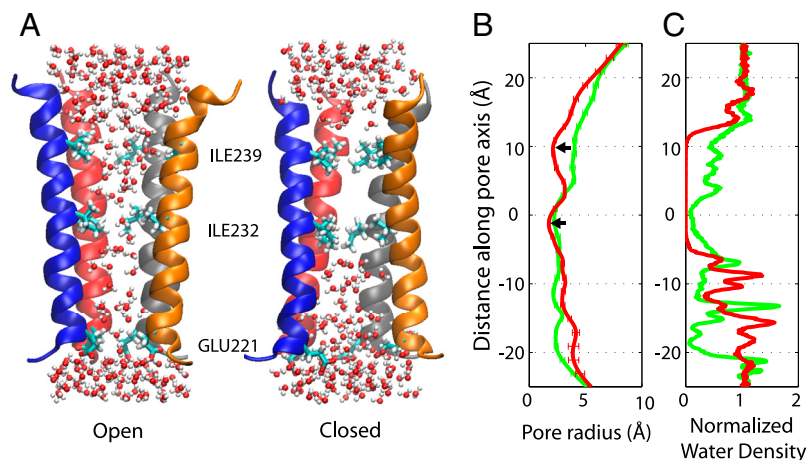 A
ILE239
ILE232
GLU221
Open
Closed
B
Distance along pore axis (Å)
20
10
0
-10
-20
0
5
10
Pore radius (Å)
C
20
10
0
-10
-20
0
1
2
Normalized
Water Density